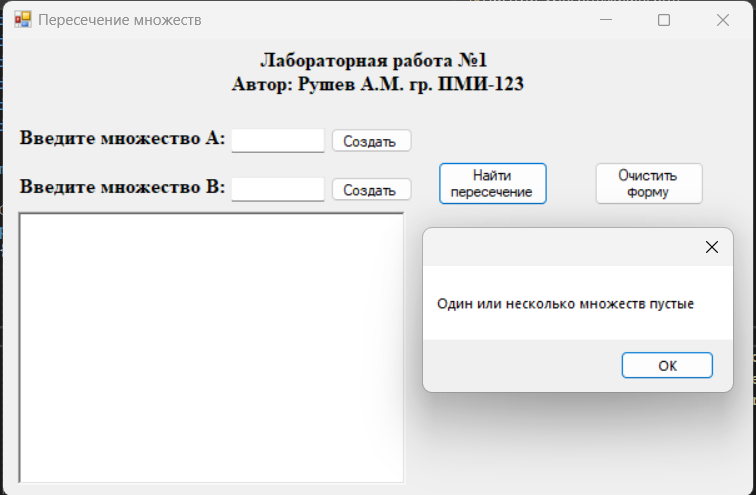 Пересечение множеств
Лабораторная работа №1
Автор: Рушев А.М. гр. ПМИ-123
Введите множество A:
Создать
Найти
пересечение
Очистить
форму
Введите множество B:
Создать
Один или несколько множеств пустые
OK